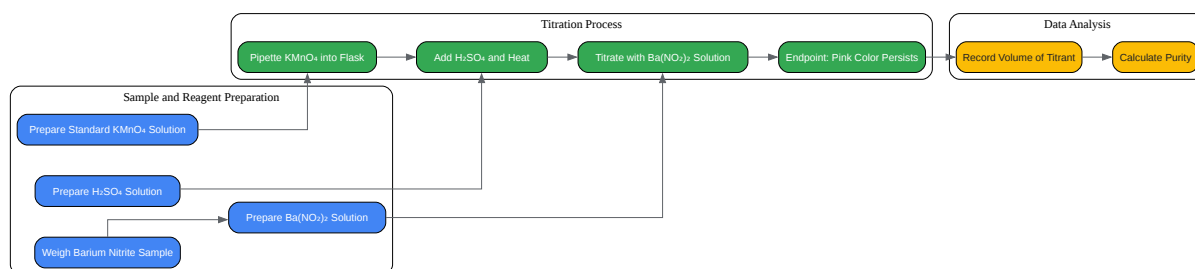 Titration Process
Data Analysis
Pipette KMnO₄ into Flask
Add H₂SO₄ and Heat
Titrate with Ba(NO₂)₂ Solution
Endpoint: Pink Color Persists
Record Volume of Titrant
Calculate Purity
Sample and Reagent Preparation
Prepare Standard KMnO₄ Solution
Prepare H₂SO₄ Solution
Prepare Ba(NO₂)₂ Solution
Weigh Barium Nitrite Sample